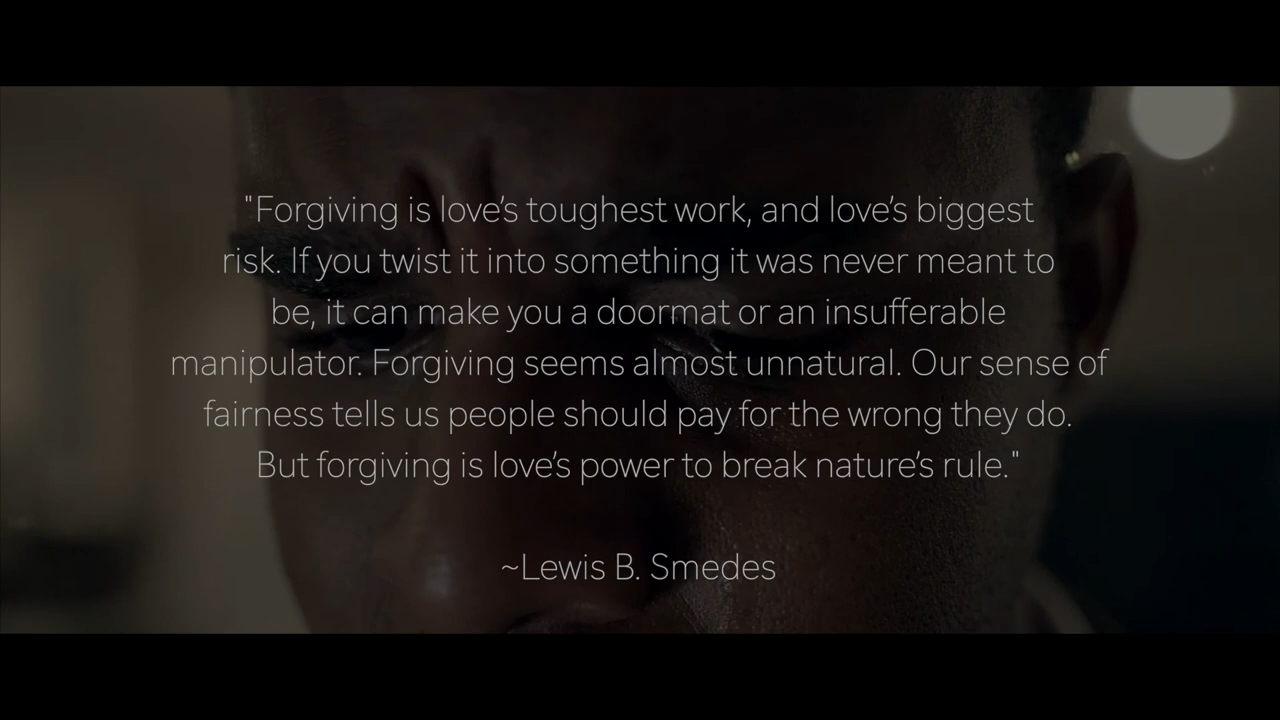 "Forgiving is love's toughest work, and love's biggest
risk. If you twist it into something it was never meant to
be, it can make you a doormat or an insufferable
manipulator. Forgiving seems almost unnatural. Our sense of
fairness tells us people should pay for the wrong they do.
But forgiving is love's power to break nature's rule."
~Lewis B. Smedes